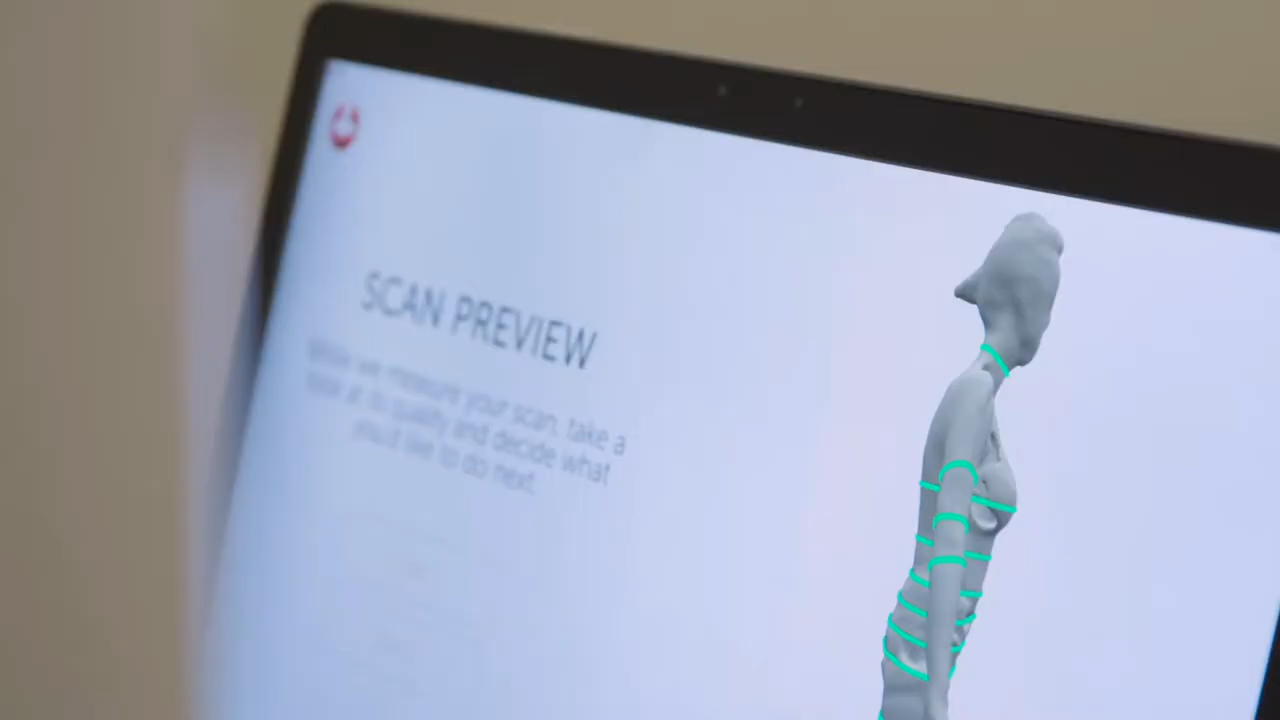 SCAN PREVIEW
While we measure your scan, take a
look at its quality and decide what
you'd like to do next.